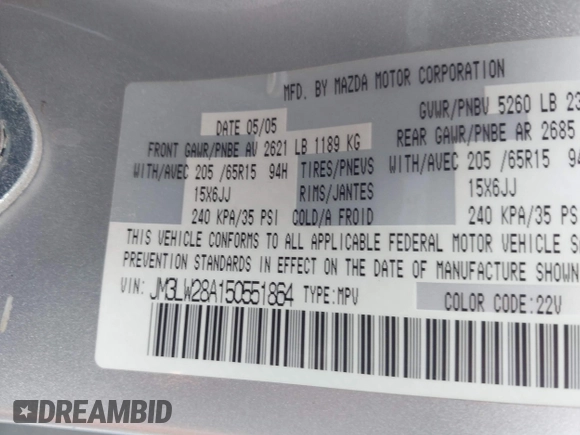 MFD. BY MAZDA MOTOR CORPORATION
DATE 05/05 GVWR/PNBV 5260 LB 23
FRONT GAWR/PNBE AV 2621 LB 1189 KG REAR GAWR/PNBE AR 2685
WITH/AVEC 205 /65R15 94H TIRES/PNEUS WITH/AVEC 205 /65R15 94
15X6JJ RIMS/JANTES 15X6JJ
240 KPA/35 PSI COLD/A FROID 240 KPA/35 PSI
THIS VEHICLE CONFORMS TO ALL APPLICABLE FEDERAL MOTOR VEHICLE S
PREVENTION STANDARDS IN EFFECT ON THE DATE OF MANUFACTURE SHOWN
VIN: JM3LW28A150551854 TYPE:MPV COLOR CODE:22V
DREAMBID